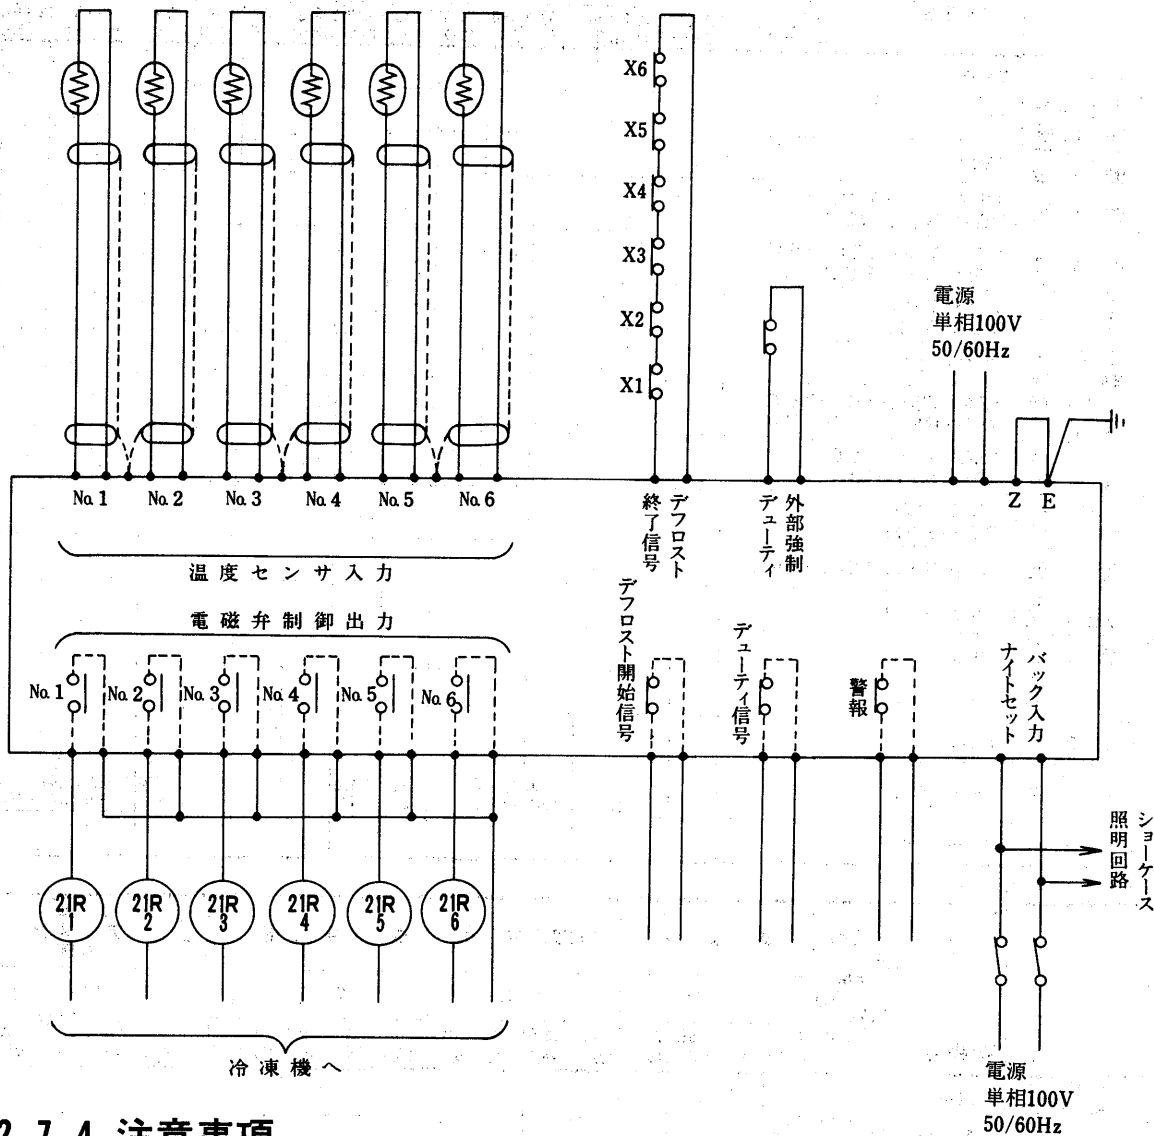 X6
X5
X4
X3
X2
X1
電源
単相100V
50/60Hz
No.1 No.2 No.3 No.4 No.5 No.6
デフロスト
終了信号
外部強制
デューティ
Z E
温度センサ入力
電磁弁制御出力
No.1 No.2 No.3 No.4 No.5 No.6
デフロスト開始信号
デューティ信号
警報
バック入力
ナイトセット
ショーケース
照明回路
21R 1
21R 2
21R 3
21R 4
21R 5
21R 6
冷凍機へ
電源
単相100V
50/60Hz
2.7.4 注意事項